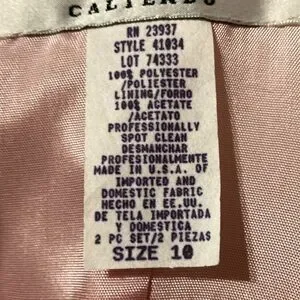 RN 23937
STYLE 41034
LOT 74333
100% POLYESTER
/POLIESTER
LINING/FORRO
100% ACETATE
/ACETATO
PROFESSIONALLY
SPOT CLEAN
DESMANCHAR
PROFESIONALMENTE
MADE IN U.S.A. OF
IMPORTED AND
DOMESTIC FABRIC
HECHO EN EE.UU.
DE TELA IMPORTADA
Y DOMESTICA
2 PC SET/2 PIEZAS
SIZE 10